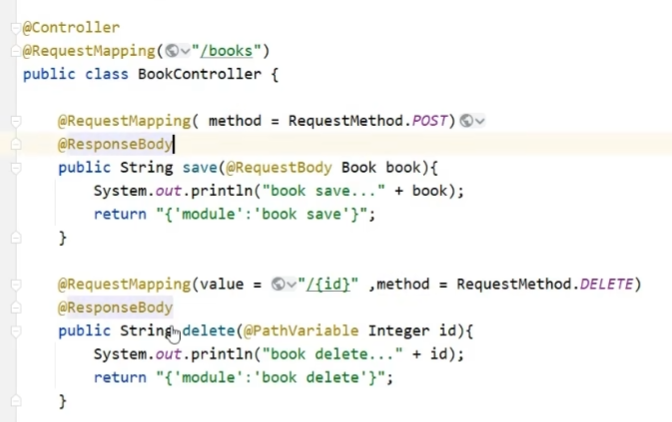 @Controller
@RequestMapping("/books")
public class BookController {
@RequestMapping( method = RequestMethod.POST)
@ResponseBody
public String save(@RequestBody Book book){
System.out.println("book save..." + book);
return "{'module':'book save'}";
}
@RequestMapping(value = "/{id}" ,method = RequestMethod.DELETE)
@ResponseBody
public String delete(@PathVariable Integer id){
System.out.println("book delete..." + id);
return "{'module':'book delete'}";
}